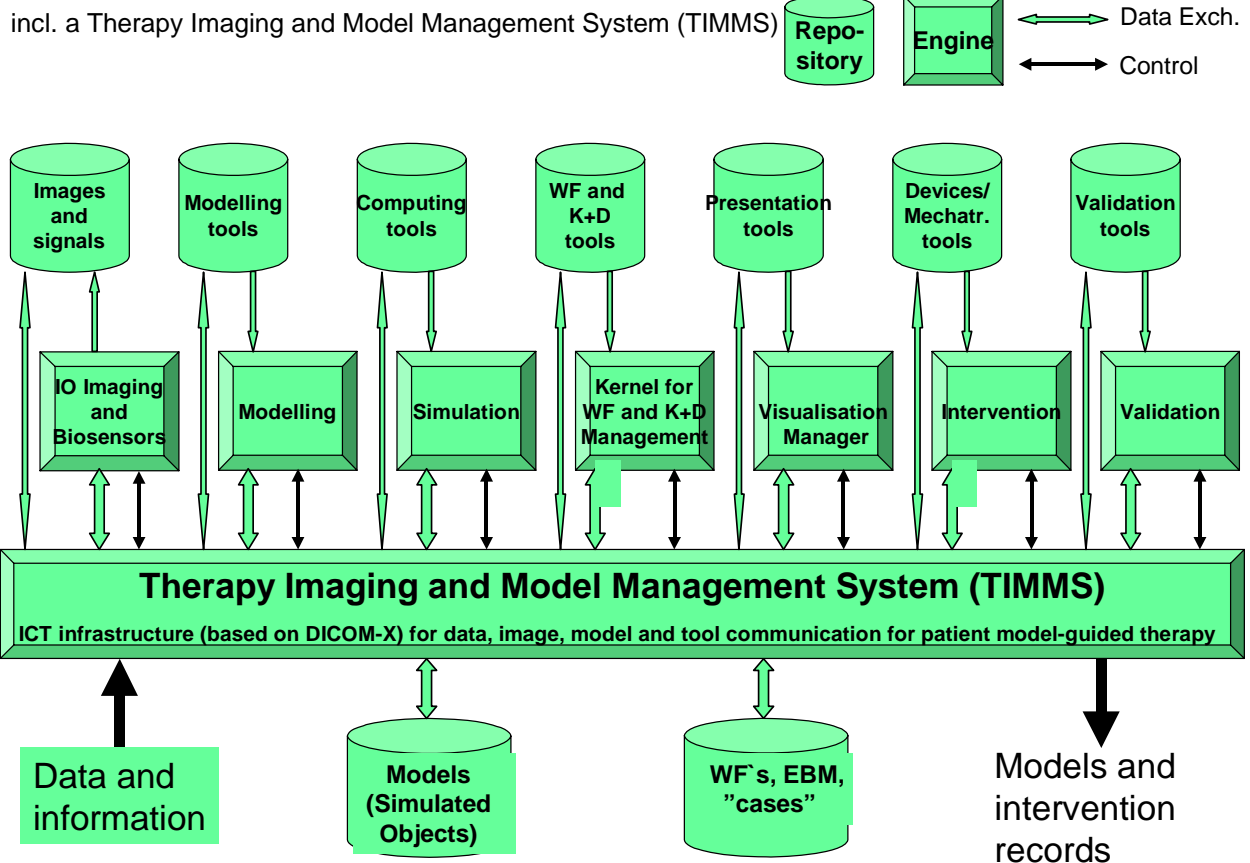 incl. a Therapy Imaging and Model Management System (TIMMS)
Repo-
sitory
Engine
Data Exch.
Control
Images
and
signals
Modelling
tools
Computing
tools
WF and
K+D
tools
Presentation
tools
Devices/
Mechatr.
tools
Validation
tools
IO Imaging
and
Biosensors
Modelling
Simulation
Kernel for
WF and K+D
Management
Visualisation
Manager
Intervention
Validation
Therapy Imaging and Model Management System (TIMMS)
ICT infrastructure (based on DICOM-X) for data, image, model and tool communication for patient model-guided therapy
Data and
information
Models
(Simulated
Objects)
WF`s, EBM,
”cases”
Models and
intervention
records